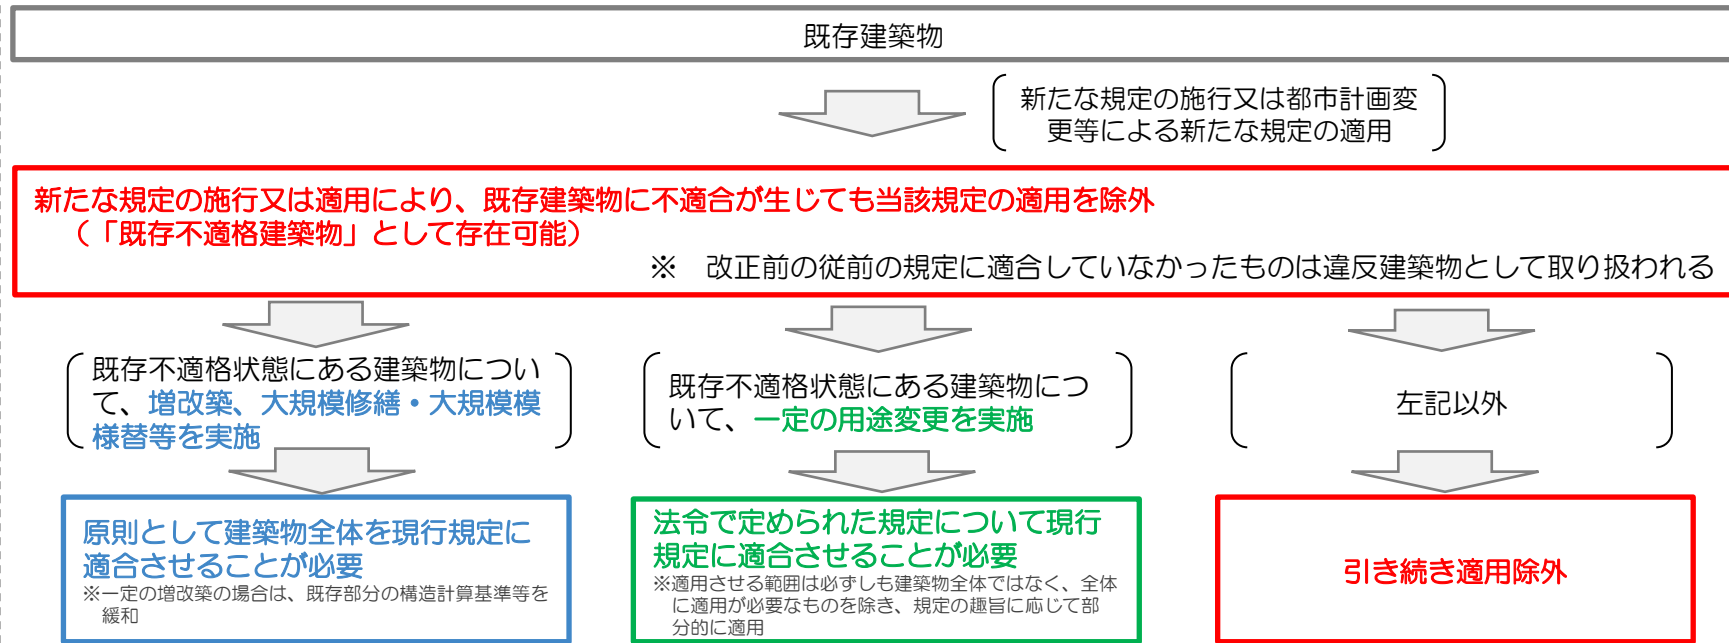 既存建築物
新たな規定の施行又は都市計画変
更等による新たな規定の適用
新たな規定の施行又は適用により、既存建築物に不適合が生じても当該規定の適用を除外
（「既存不適格建築物」として存在可能）
※　改正前の従前の規定に適合していなかったものは違反建築物として取り扱われる
既存不適格状態にある建築物につい
て、増改築、大規模修繕・大規模模
様替等を実施
既存不適格状態にある建築物につ
いて、一定の用途変更を実施
左記以外
原則として建築物全体を現行規定に
適合させることが必要
※一定の増改築の場合は、既存部分の構造計算基準等を
緩和
法令で定められた規定について現行
規定に適合させることが必要
※適用させる範囲は必ずしも建築物全体ではなく、全体
に適用が必要なものを除き、規定の趣旨に応じて部
分的に適用
引き続き適用除外